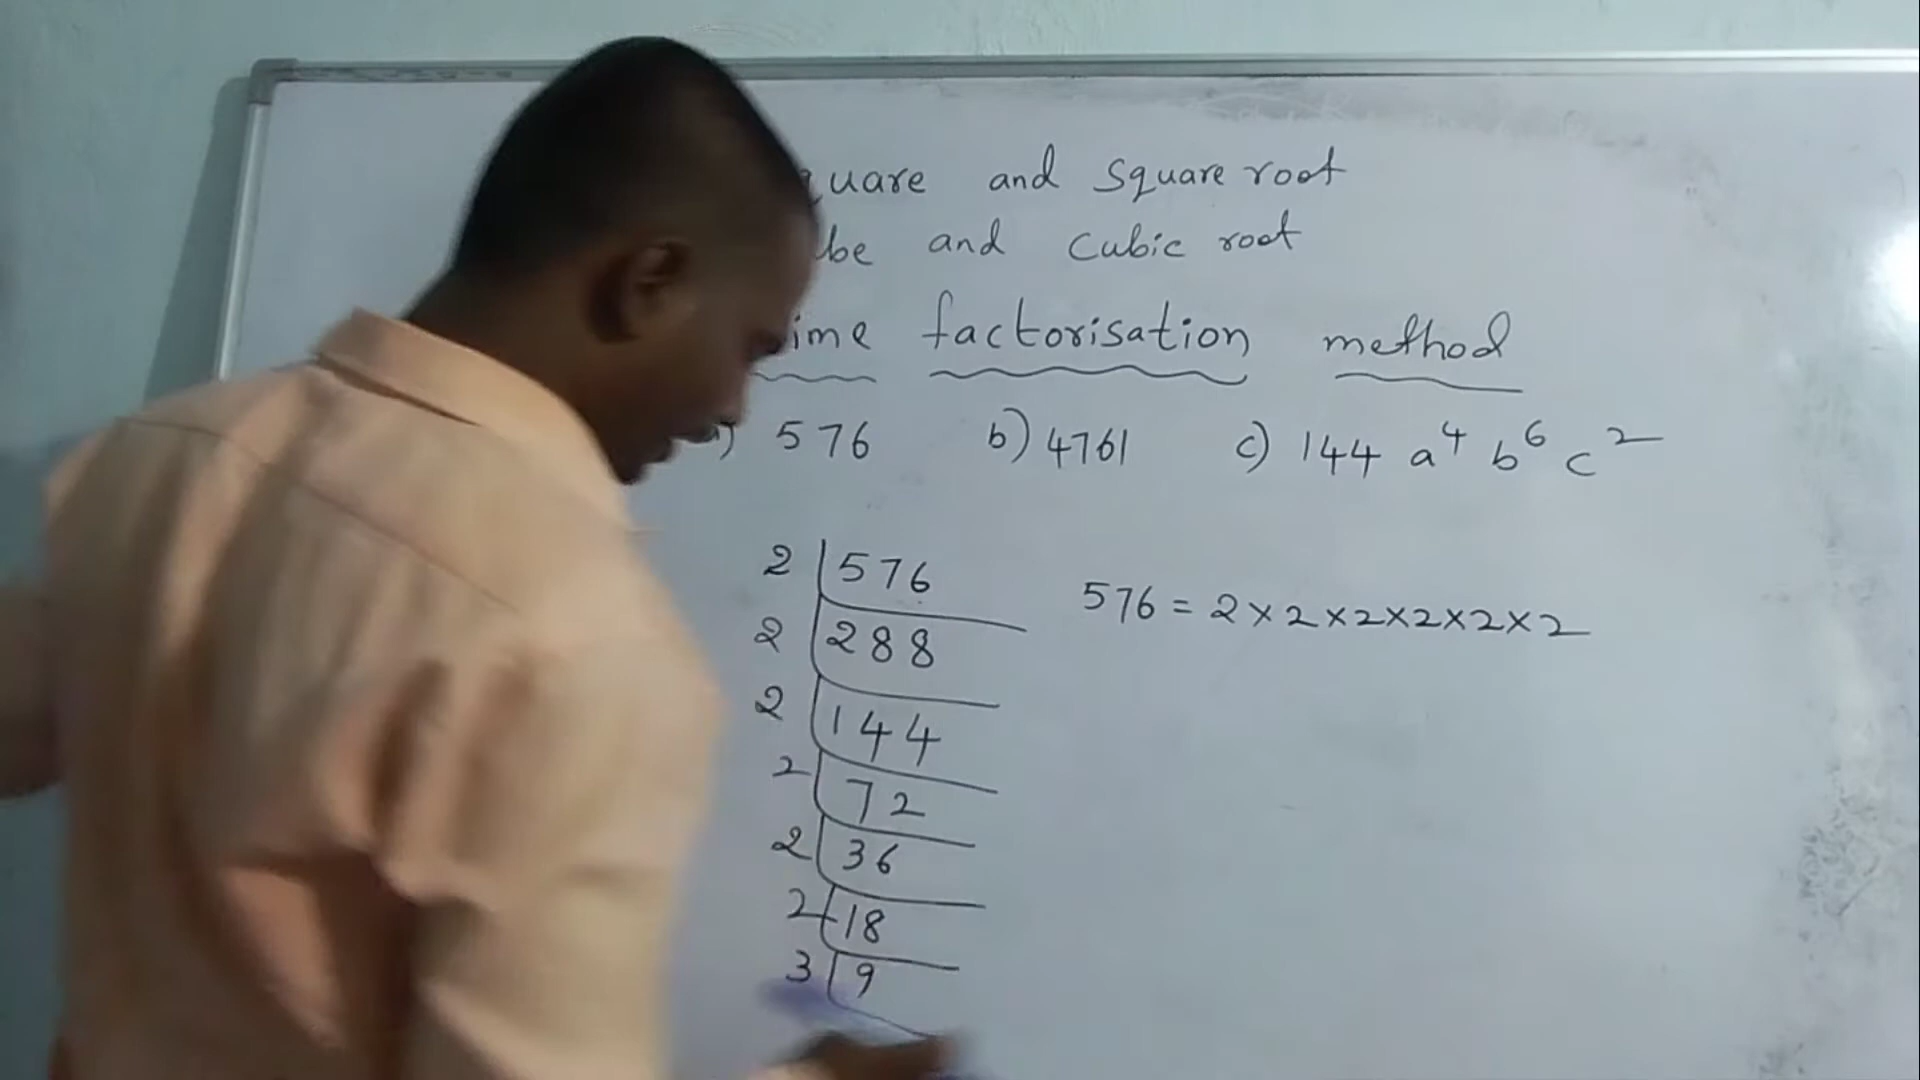 uare and square root
be and cubic root
ime factorisation method
) 576 b) 4761 c) 144 a⁴ b⁶ c²
2 | 576
576 = 2×2×2×2×2×2
2 | 288
2 | 144
2 | 72
2 | 36
2 | 18
3 | 9